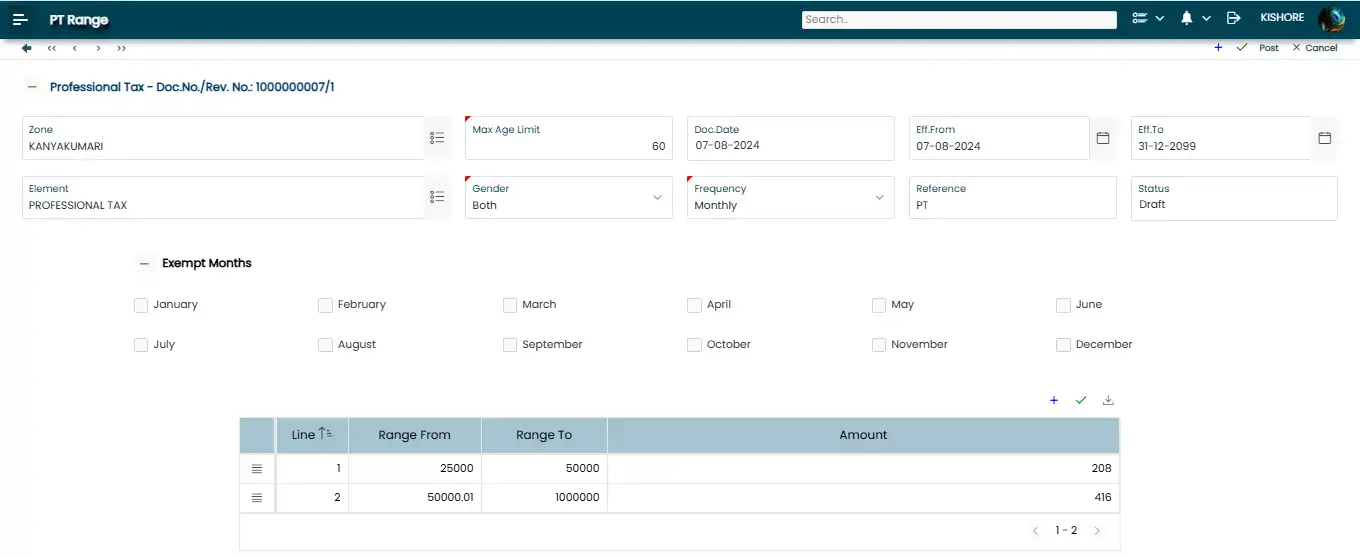 PT Range
Search..
KISHORE
Post
Cancel
Professional Tax - Doc.No./Rev. No.: 1000000007/1
Zone
KANYAKUMARI
Max Age Limit
60
Doc.Date
07-08-2024
Eff.From
07-08-2024
Eff.To
31-12-2099
Element
PROFESSIONAL TAX
Gender
Both
Frequency
Monthly
Reference
PT
Status
Draft
Exempt Months
January February March April May June
July August September October November December
Line Range From Range To Amount
1 25000 50000 208
2 50000.01 1000000 416
1 - 2